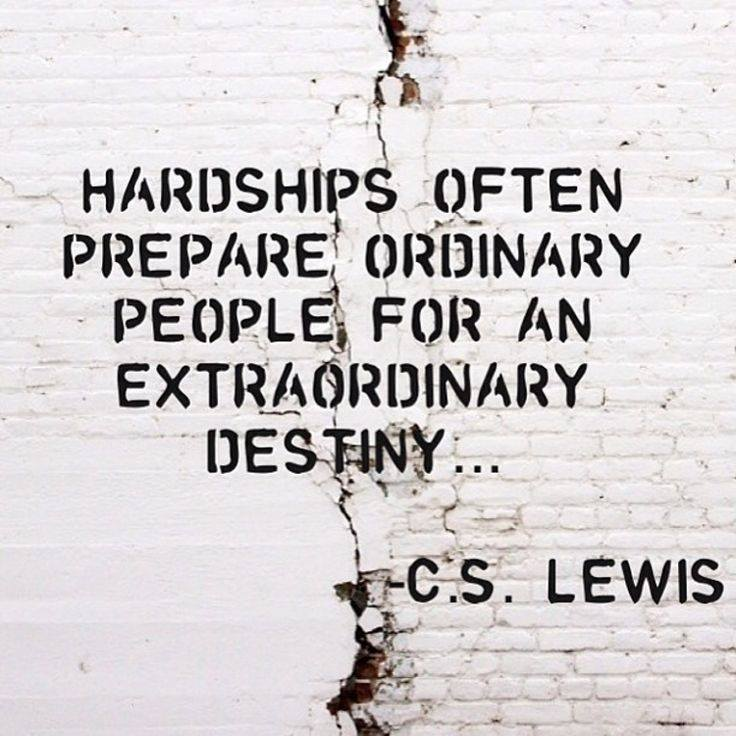 HARDSHIPS OFTEN
PREPARE ORDINARY
PEOPLE FOR AN
EXTRAORDINARY
DESTINY...
-C.S. LEWIS